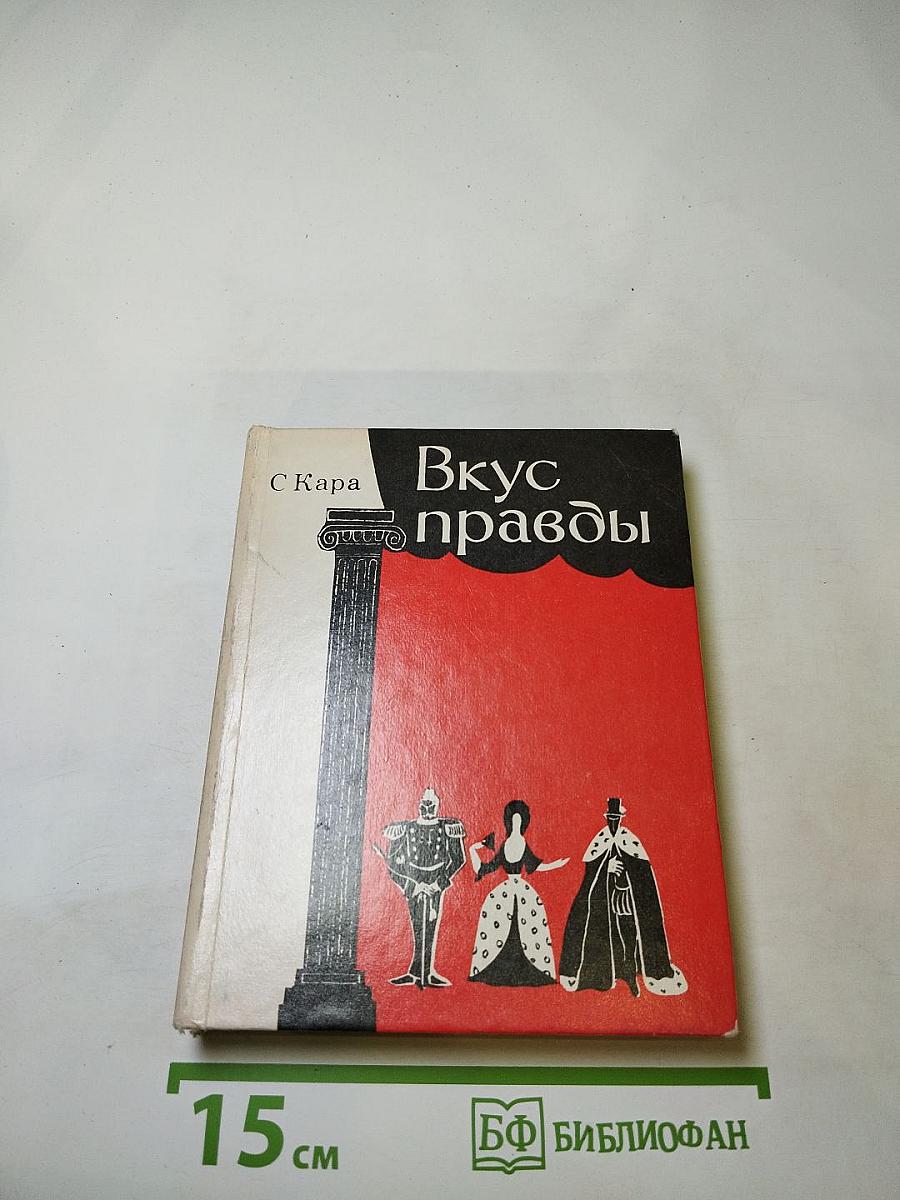 С Кара
Вкус
правды
15 см
БФ БИБЛИОФАН